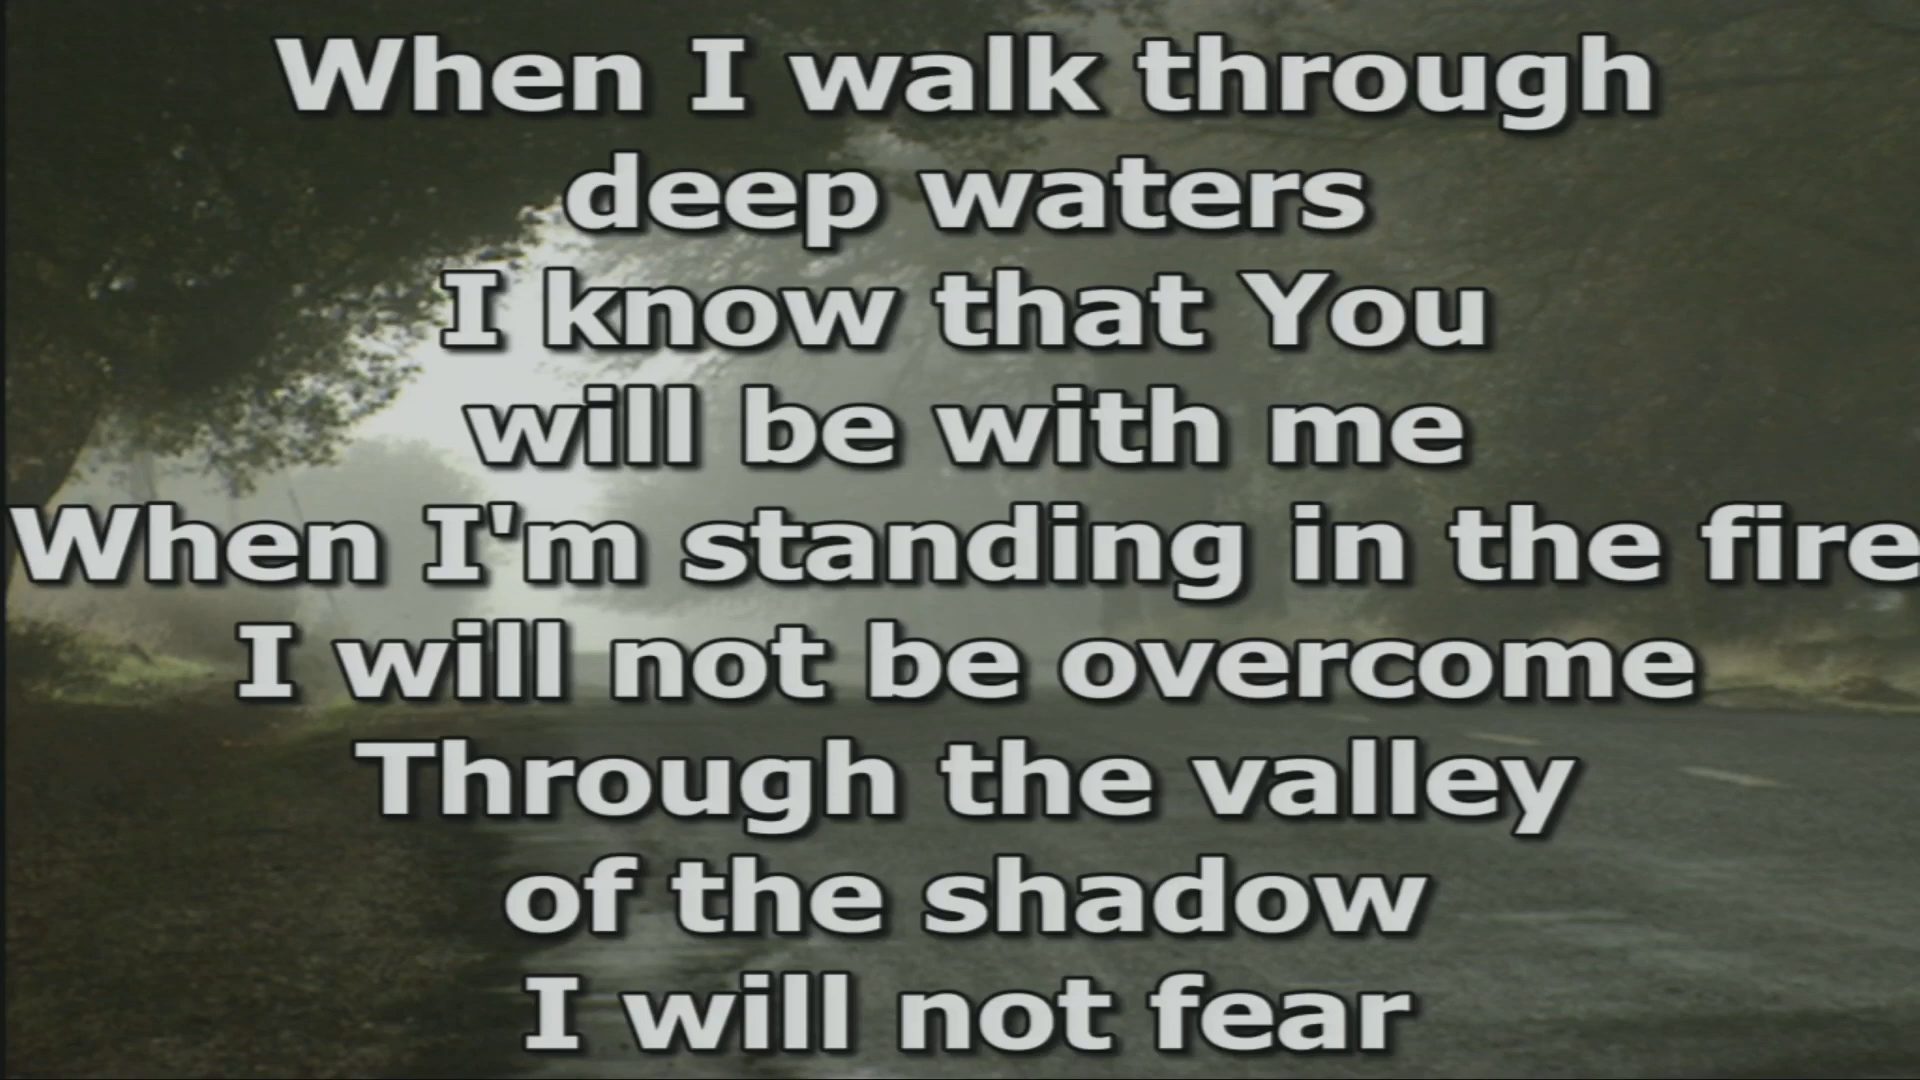 When I walk through
deep waters
I know that You
will be with me
When I'm standing in the fire
I will not be overcome
Through the valley
of the shadow
I will not fear